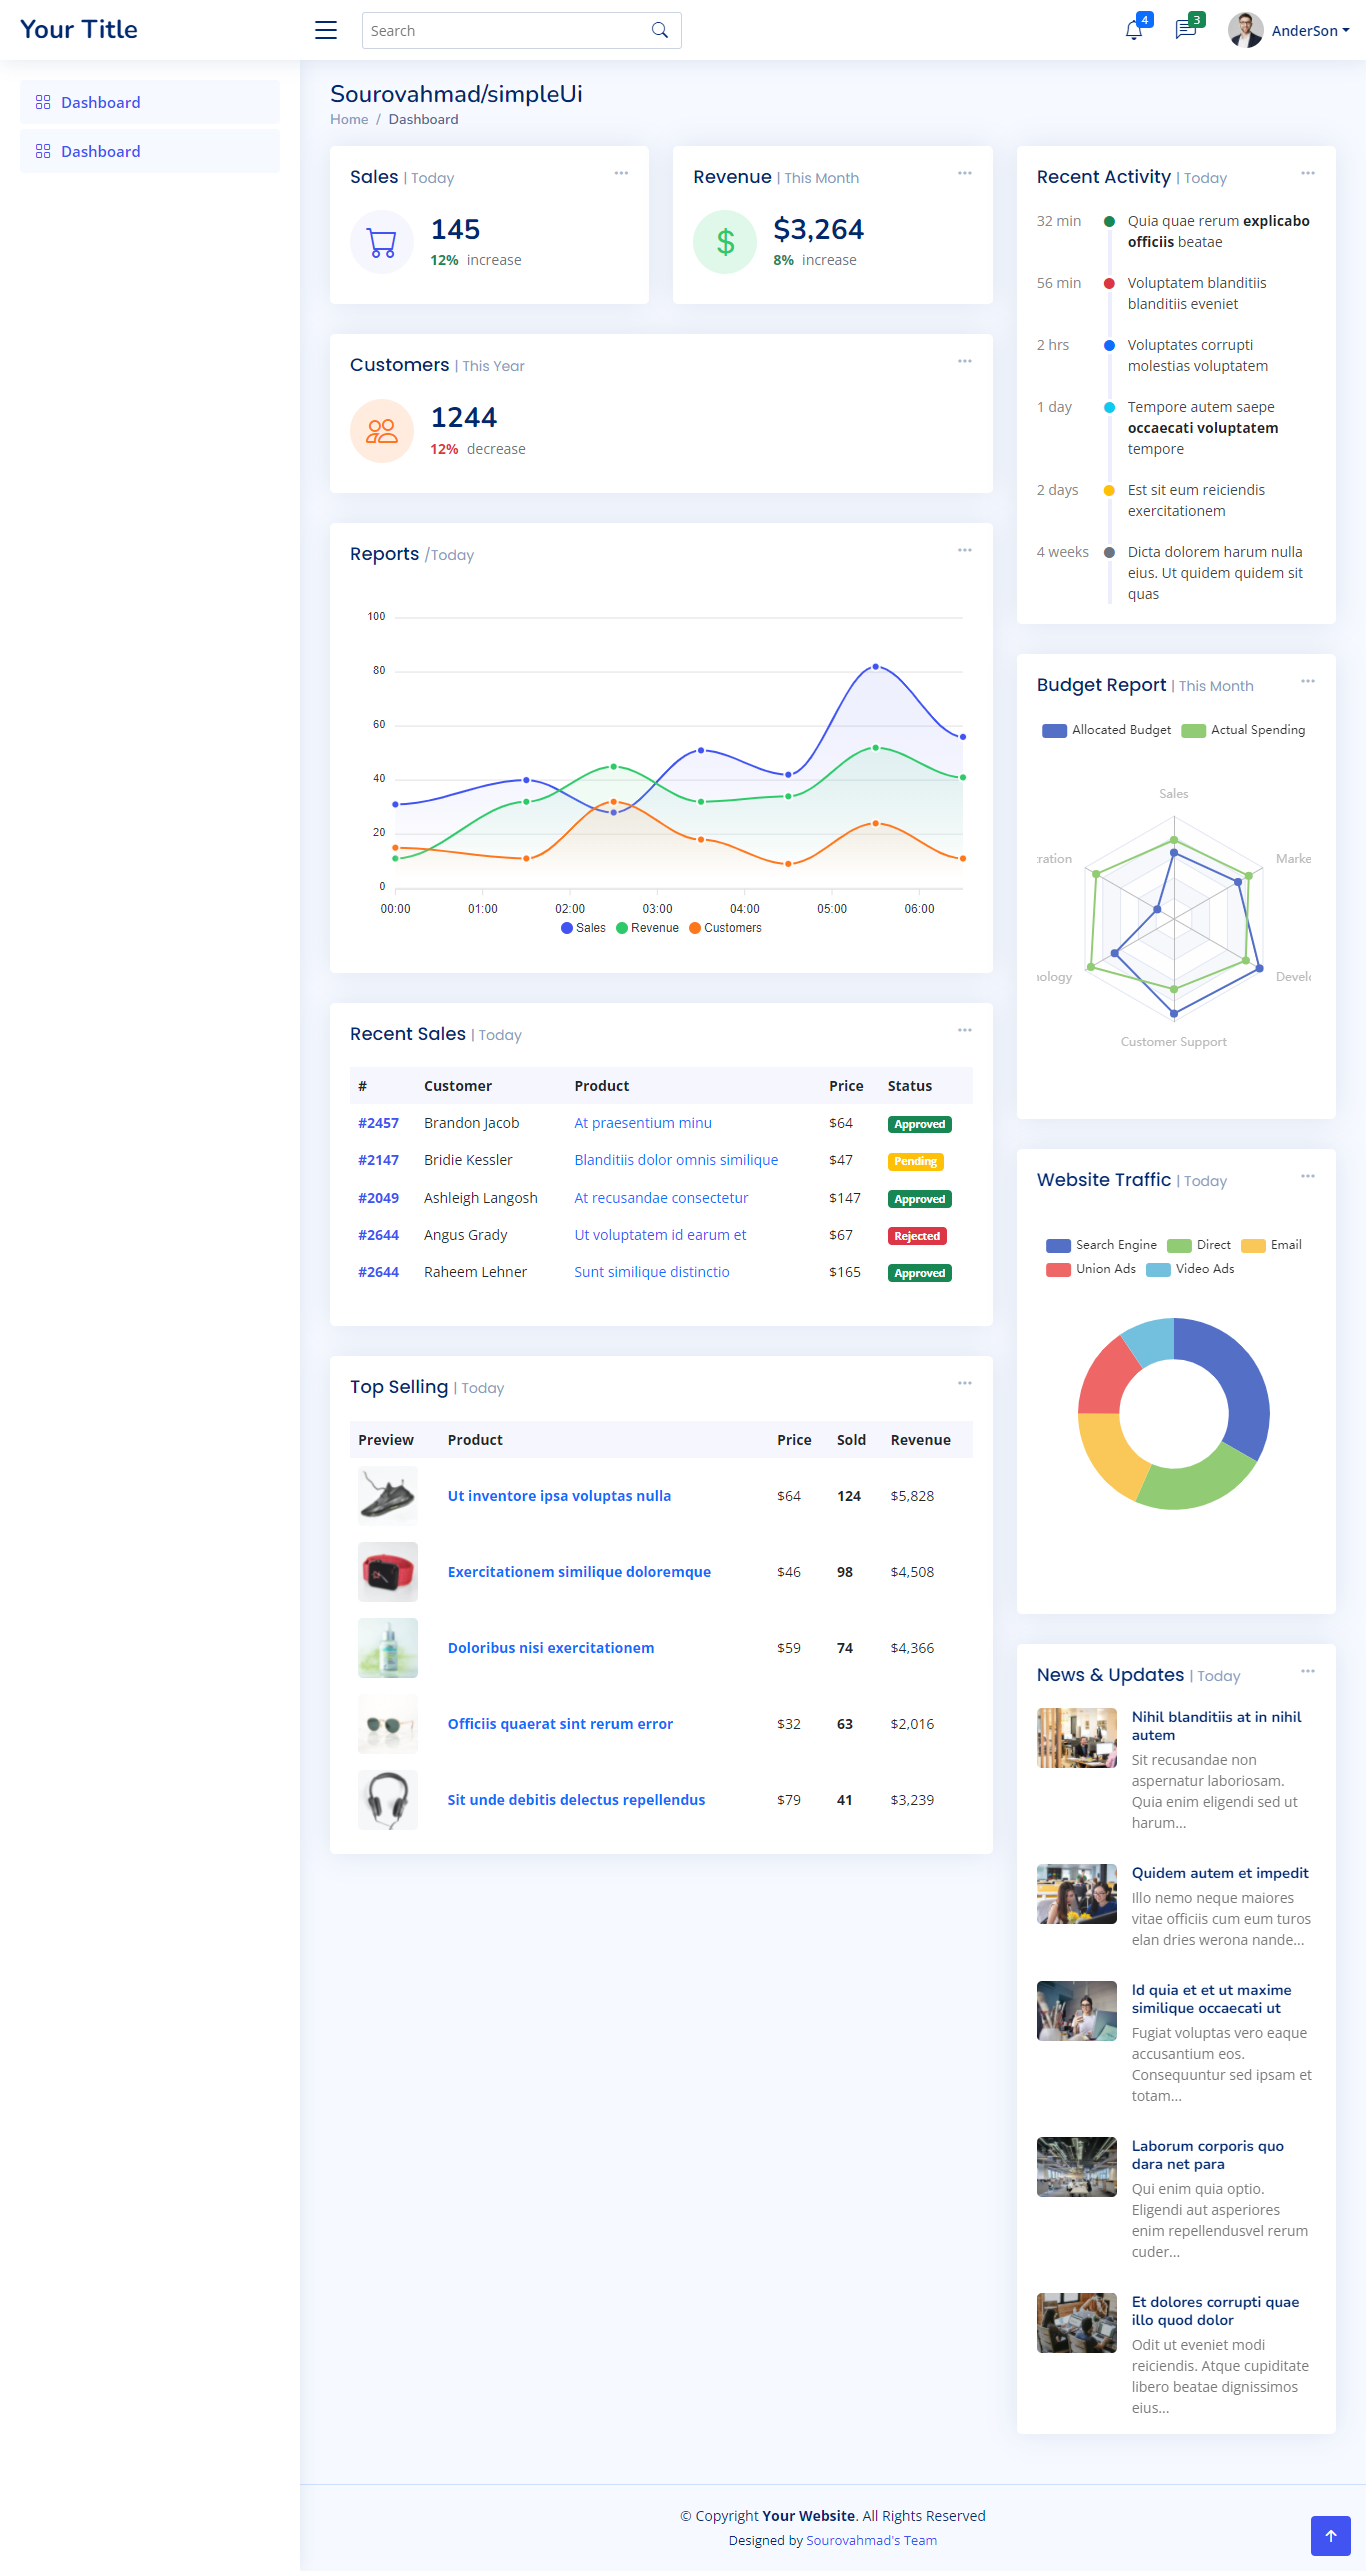 Your Title
Search
4
3
AnderSon
Dashboard
Dashboard
Sourovahmad/simpleUi
Home / Dashboard
Sales | Today
145
12% increase
Revenue | This Month
$3,264
8% increase
Customers | This Year
1244
12% decrease
Reports /Today
100
80
60
40
20
0
00:00 01:00 02:00 03:00 04:00 05:00 06:00
Sales Revenue Customers
Recent Sales | Today
# Customer Product Price Status
#2457 Brandon Jacob At praesentium minu $64 Approved
#2147 Bridie Kessler Blanditiis dolor omnis similique $47 Pending
#2049 Ashleigh Langosh At recusandae consectetur $147 Approved
#2644 Angus Grady Ut voluptatem id earum et $67 Rejected
#2644 Raheem Lehner Sunt similique distinctio $165 Approved
Top Selling | Today
Preview Product Price Sold Revenue
Ut inventore ipsa voluptas nulla $64 124 $5,828
Exercitationem similique doloremque $46 98 $4,508
Doloribus nisi exercitationem $59 74 $4,366
Officiis quaerat sint rerum error $32 63 $2,016
Sit unde debitis delectus repellendus $79 41 $3,239
Recent Activity | Today
32 min Quia quae rerum explicabo
officiis beatae
56 min Voluptatem blanditiis
blanditiis eveniet
2 hrs Voluptates corrupti
molestias voluptatem
1 day Tempore autem saepe
occaecati voluptatem
tempore
2 days Est sit eum reiciendis
exercitationem
4 weeks Dicta dolorem harum nulla
eius. Ut quidem quidem sit
quas
Budget Report | This Month
Allocated Budget Actual Spending
Sales
ration Marke
nology Develo
Customer Support
Website Traffic | Today
Search Engine Direct Email
Union Ads Video Ads
News & Updates | Today
Nihil blanditiis at in nihil
autem
Sit recusandae non
aspernatur laboriosam.
Quia enim eligendi sed ut
harum...
Quidem autem et impedit
Illo nemo neque maiores
vitae officiis cum eum turos
elan dries werona nande...
Id quia et et ut maxime
similique occaecati ut
Fugiat voluptas vero eaque
accusantium eos.
Consequuntur sed ipsam et
totam...
Laborum corporis quo
dara net para
Qui enim quia optio.
Eligendi aut asperiores
enim repellendusvel rerum
cuder...
Et dolores corrupti quae
illo quod dolor
Odit ut eveniet modi
reiciendis. Atque cupiditate
libero beatae dignissimos
eius...
© Copyright Your Website. All Rights Reserved
Designed by Sourovahmad's Team